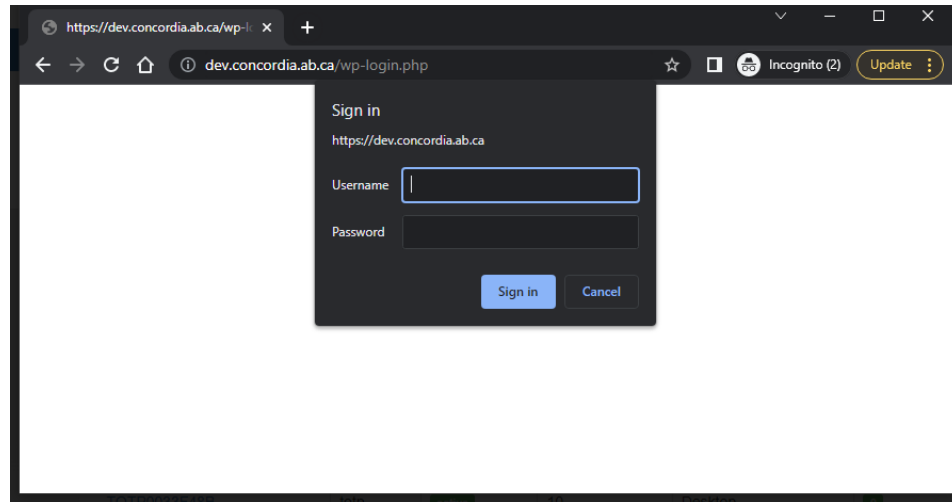 https://dev.concordia.ab.ca/wp-l
dev.concordia.ab.ca/wp-login.php
Incognito (2)
Update
Sign in
https://dev.concordia.ab.ca
Username
Password
Sign in
Cancel